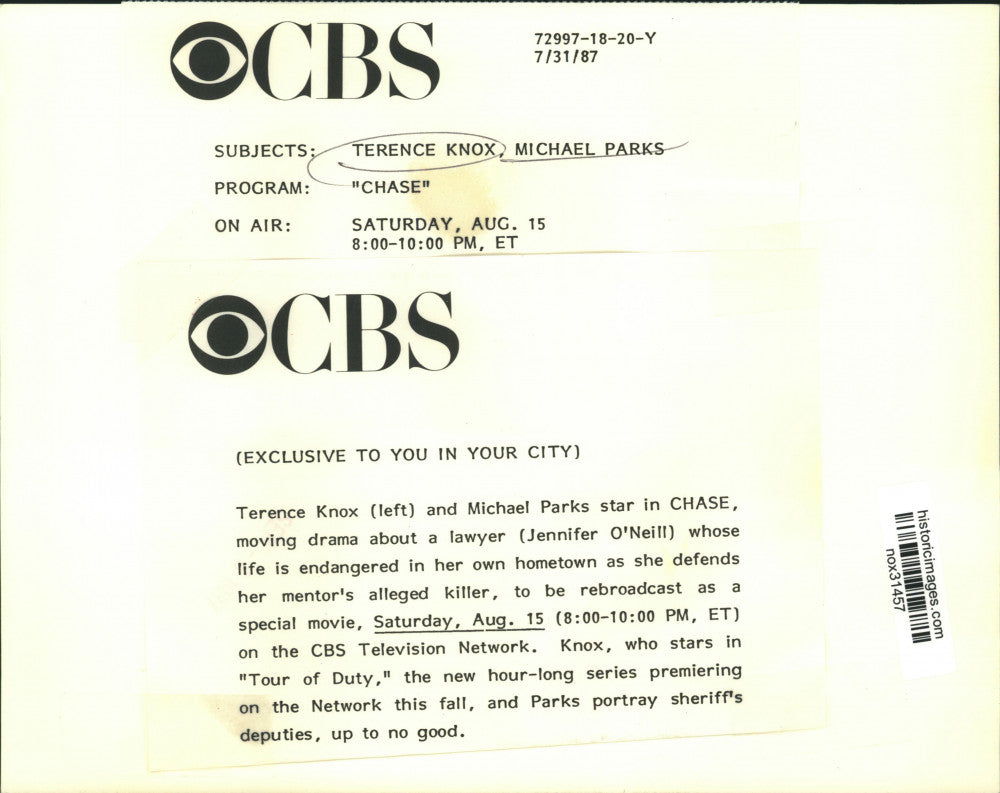 CBS
72997-18-20-Y
7/31/87
SUBJECTS: TERENCE KNOX, MICHAEL PARKS
PROGRAM: "CHASE"
ON AIR: SATURDAY, AUG. 15
8:00-10:00 PM, ET
CBS
(EXCLUSIVE TO YOU IN YOUR CITY)
Terence Knox (left) and Michael Parks star in CHASE,
moving drama about a lawyer (Jennifer O'Neill) whose
life is endangered in her own hometown as she defends
her mentor's alleged killer, to be rebroadcast as a
special movie, Saturday, Aug. 15 (8:00-10:00 PM, ET)
on the CBS Television Network. Knox, who stars in
"Tour of Duty," the new hour-long series premiering
on the Network this fall, and Parks portray sheriff's
deputies, up to no good.
historicimages.com
nox31457